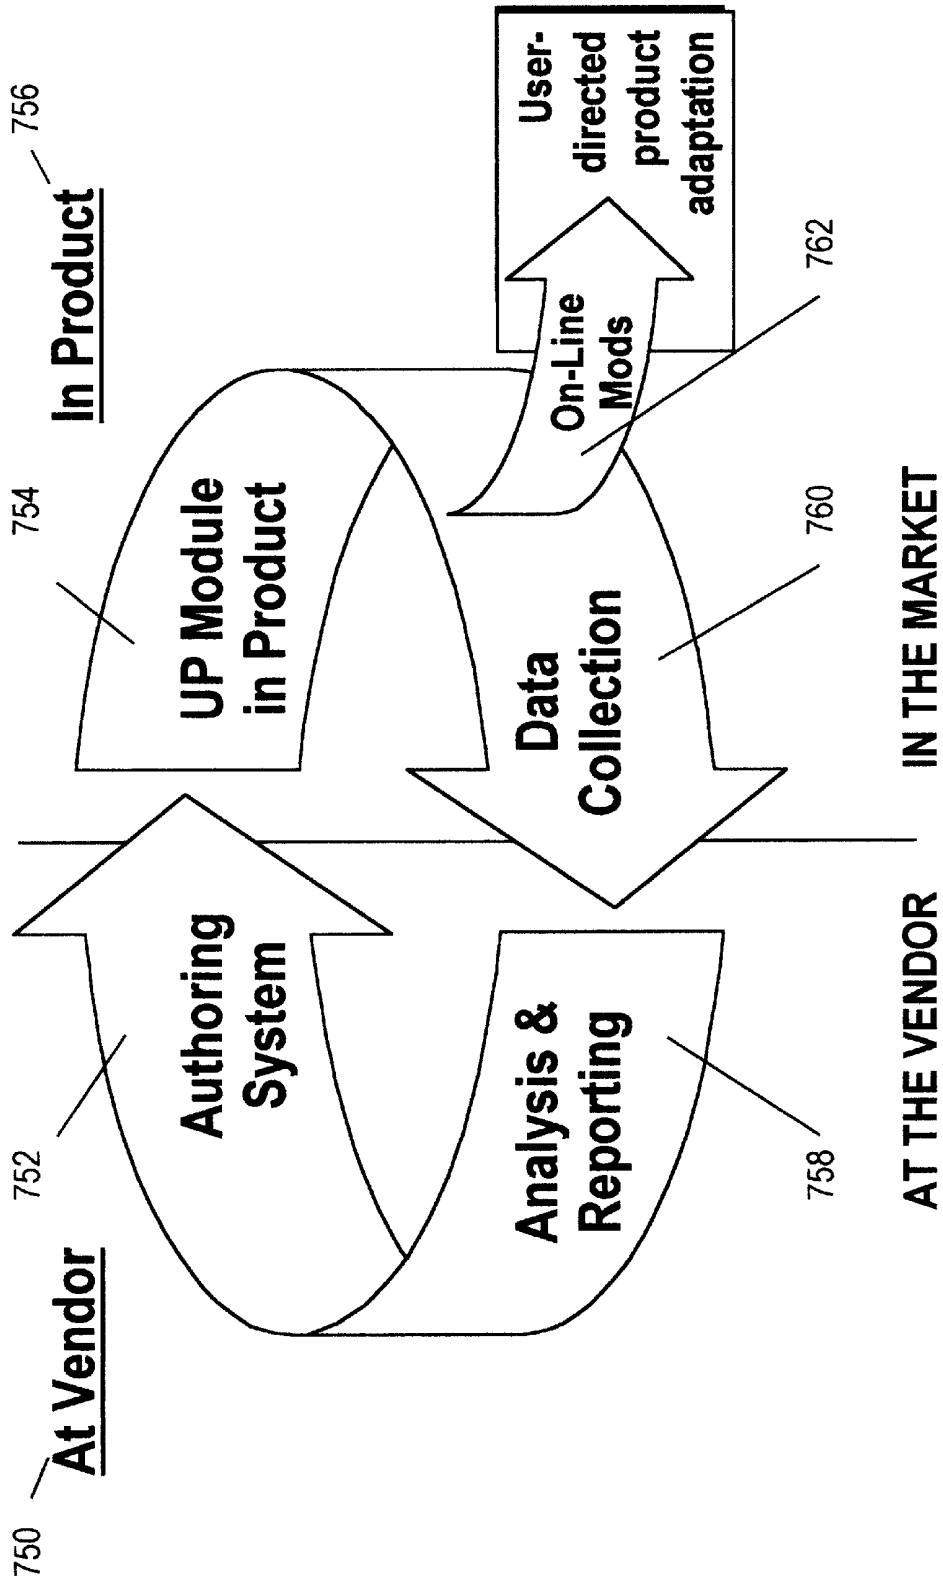 750
At Vendor
752
754
In Product
756
Authoring
System
UP Module
in Product
Analysis &
Reporting
Data
Collection
On-Line
Mods
User-
directed
product
adaptation
758
760
762
AT THE VENDOR
IN THE MARKET